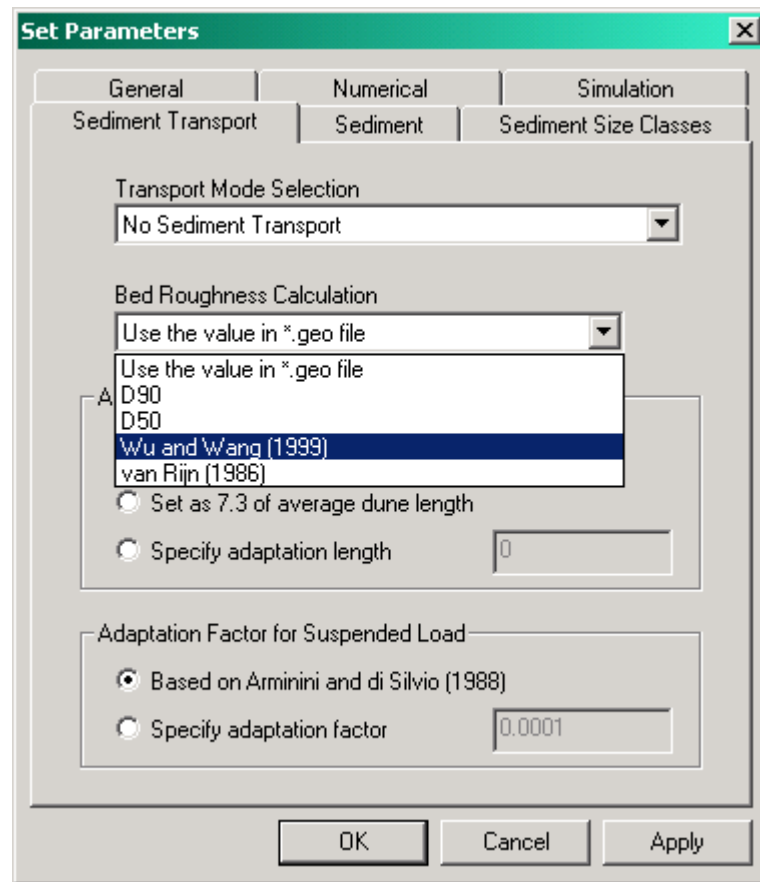 Set Parameters
General Numerical Simulation
Sediment Transport Sediment Sediment Size Classes
Transport Mode Selection
No Sediment Transport
Bed Roughness Calculation
Use the value in *.geo file
Use the value in *.geo file
D90
D50
Wu and Wang (1999)
van Rijn (1986)
A
Set as 7.3 of average dune length
Specify adaptation length 0
Adaptation Factor for Suspended Load
Based on Arminini and di Silvio (1988)
Specify adaptation factor 0.0001
OK Cancel Apply